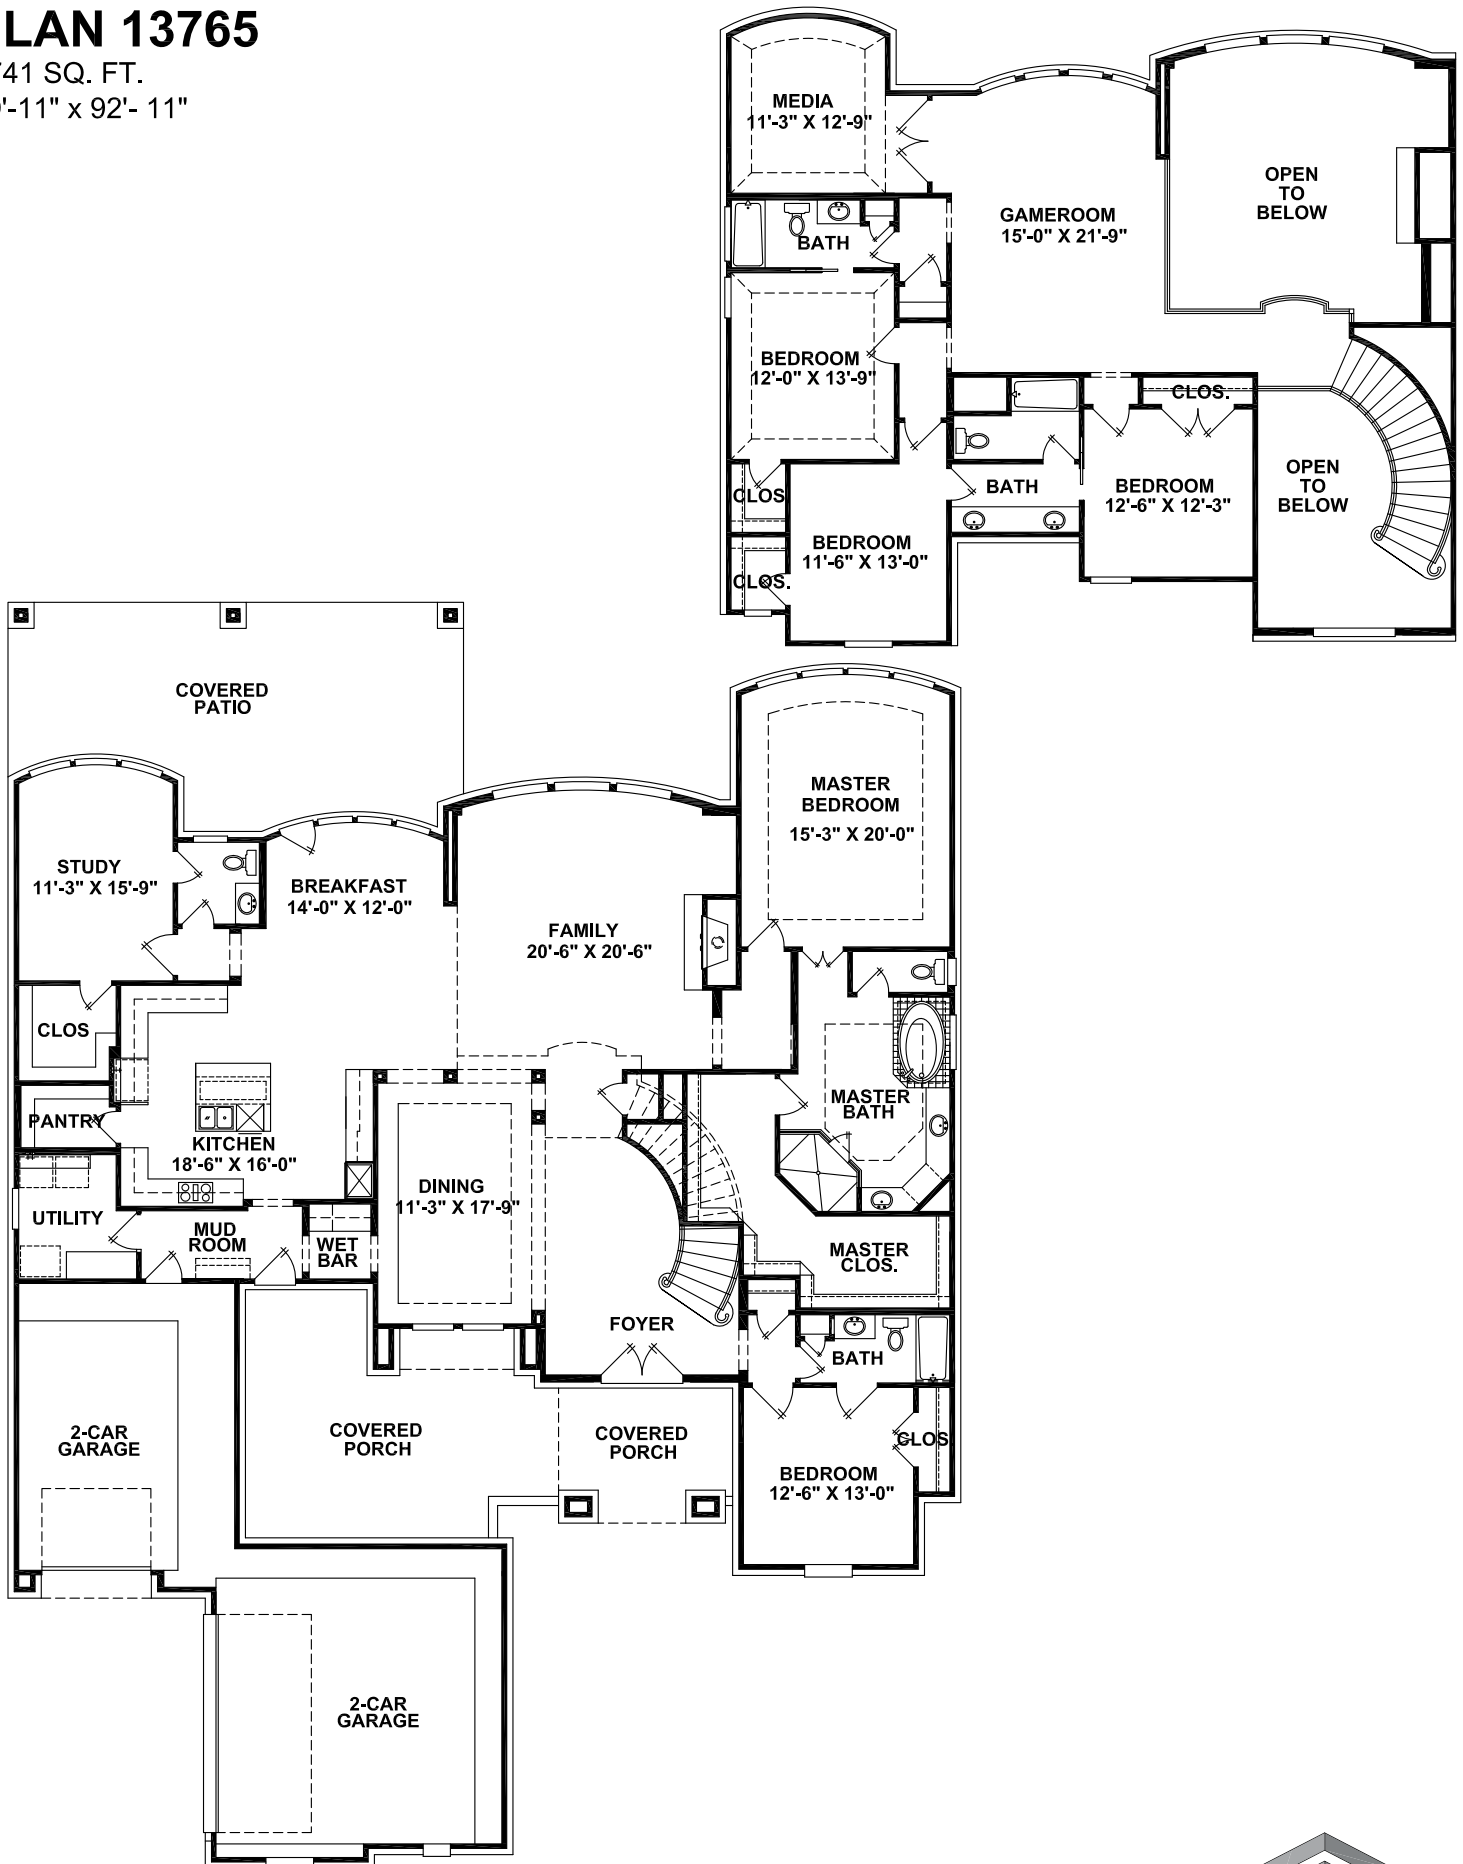 LAN 13765
741 SQ. FT.
'-11" x 92'- 11"
MEDIA
11'-3" X 12'-9"
OPEN
TO
BELOW
GAMEROOM
15'-0" X 21'-9"
BATH
BEDROOM
12'-0" X 13'-9"
CLOS.
CLOS
BATH
BEDROOM
12'-6" X 12'-3"
OPEN
TO
BELOW
BEDROOM
11'-6" X 13'-0"
CLOS.
COVERED
PATIO
MASTER
BEDROOM
15'-3" X 20'-0"
STUDY
11'-3" X 15'-9"
BREAKFAST
14'-0" X 12'-0"
FAMILY
20'-6" X 20'-6"
CLOS
MASTER
BATH
PANTRY
KITCHEN
18'-6" X 16'-0"
DINING
11'-3" X 17'-9"
UTILITY
MUD
ROOM
WET
BAR
MASTER
CLOS.
FOYER
BATH
2-CAR
GARAGE
COVERED
PORCH
COVERED
PORCH
CLOS.
BEDROOM
12'-6" X 13'-0"
2-CAR
GARAGE